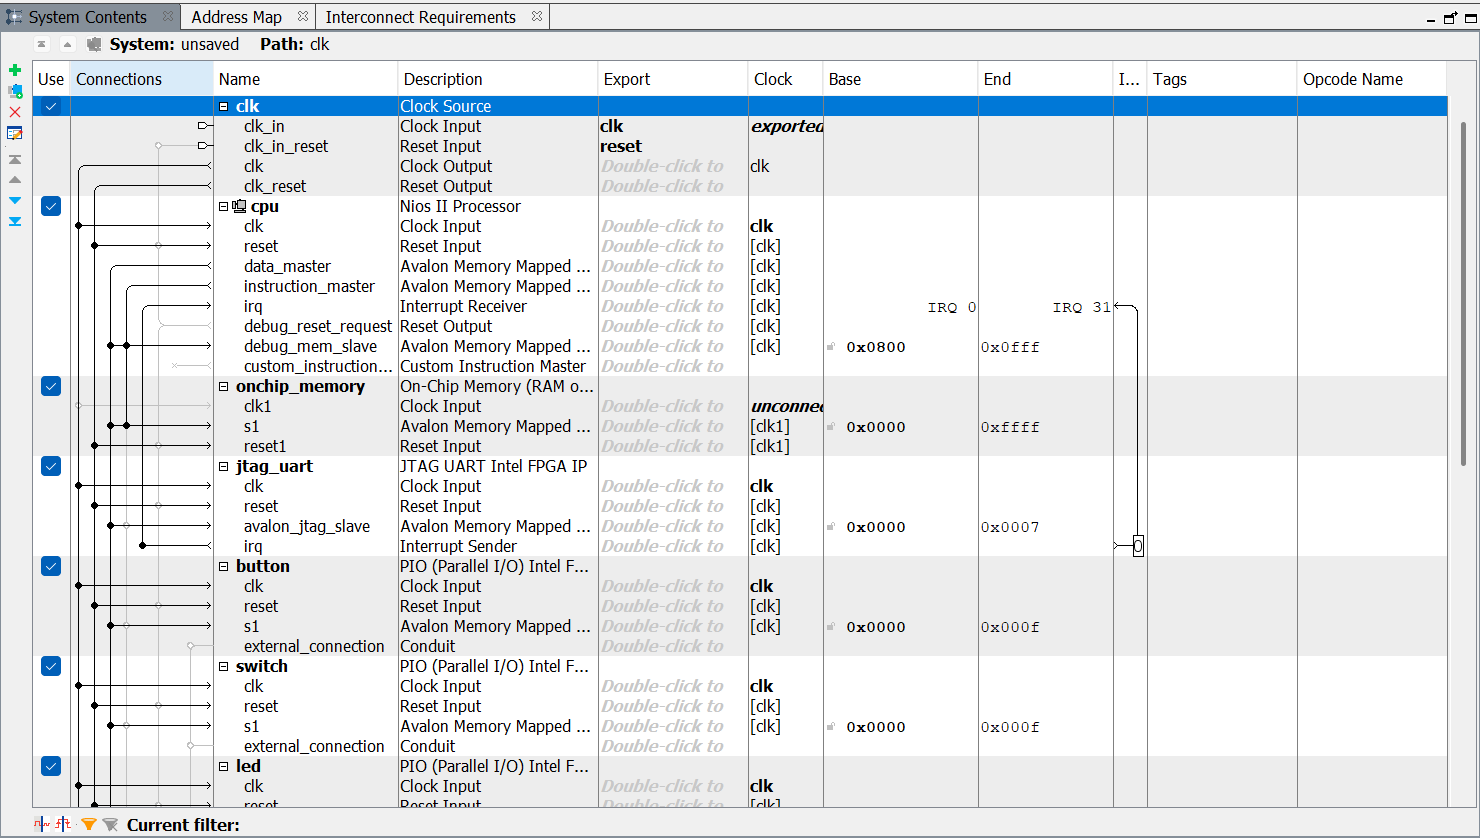 System Contents Address Map Interconnect Requirements
System: unsaved Path: clk
Use Connections Name Description Export Clock Base End I... Tags Opcode Name
clk Clock Source
clk_in Clock Input clk exported
clk_in_reset Reset Input reset
clk Clock Output Double-click to clk
clk_reset Reset Output Double-click to
cpu Nios II Processor
clk Clock Input Double-click to clk
reset Reset Input Double-click to [clk]
data_master Avalon Memory Mapped ... Double-click to [clk]
instruction_master Avalon Memory Mapped ... Double-click to [clk]
irq Interrupt Receiver Double-click to [clk] IRQ 0 IRQ 31
debug_reset_request Reset Output Double-click to [clk]
debug_mem_slave Avalon Memory Mapped ... Double-click to [clk] 0x0800 0x0fff
custom_instruction... Custom Instruction Master Double-click to
onchip_memory On-Chip Memory (RAM o...
clk1 Clock Input Double-click to unconnec
s1 Avalon Memory Mapped ... Double-click to [clk1] 0x0000 0xffff
reset1 Reset Input Double-click to [clk1]
jtag_uart JTAG UART Intel FPGA IP
clk Clock Input Double-click to clk
reset Reset Input Double-click to [clk]
avalon_jtag_slave Avalon Memory Mapped ... Double-click to [clk] 0x0000 0x0007
irq Interrupt Sender Double-click to [clk] 0
button PIO (Parallel I/O) Intel F...
clk Clock Input Double-click to clk
reset Reset Input Double-click to [clk]
s1 Avalon Memory Mapped ... Double-click to [clk] 0x0000 0x000f
external_connection Conduit Double-click to
switch PIO (Parallel I/O) Intel F...
clk Clock Input Double-click to clk
reset Reset Input Double-click to [clk]
s1 Avalon Memory Mapped ... Double-click to [clk] 0x0000 0x000f
external_connection Conduit Double-click to
led PIO (Parallel I/O) Intel F...
clk Clock Input Double-click to clk
reset Reset Input Double-click to [clk]
Current filter: